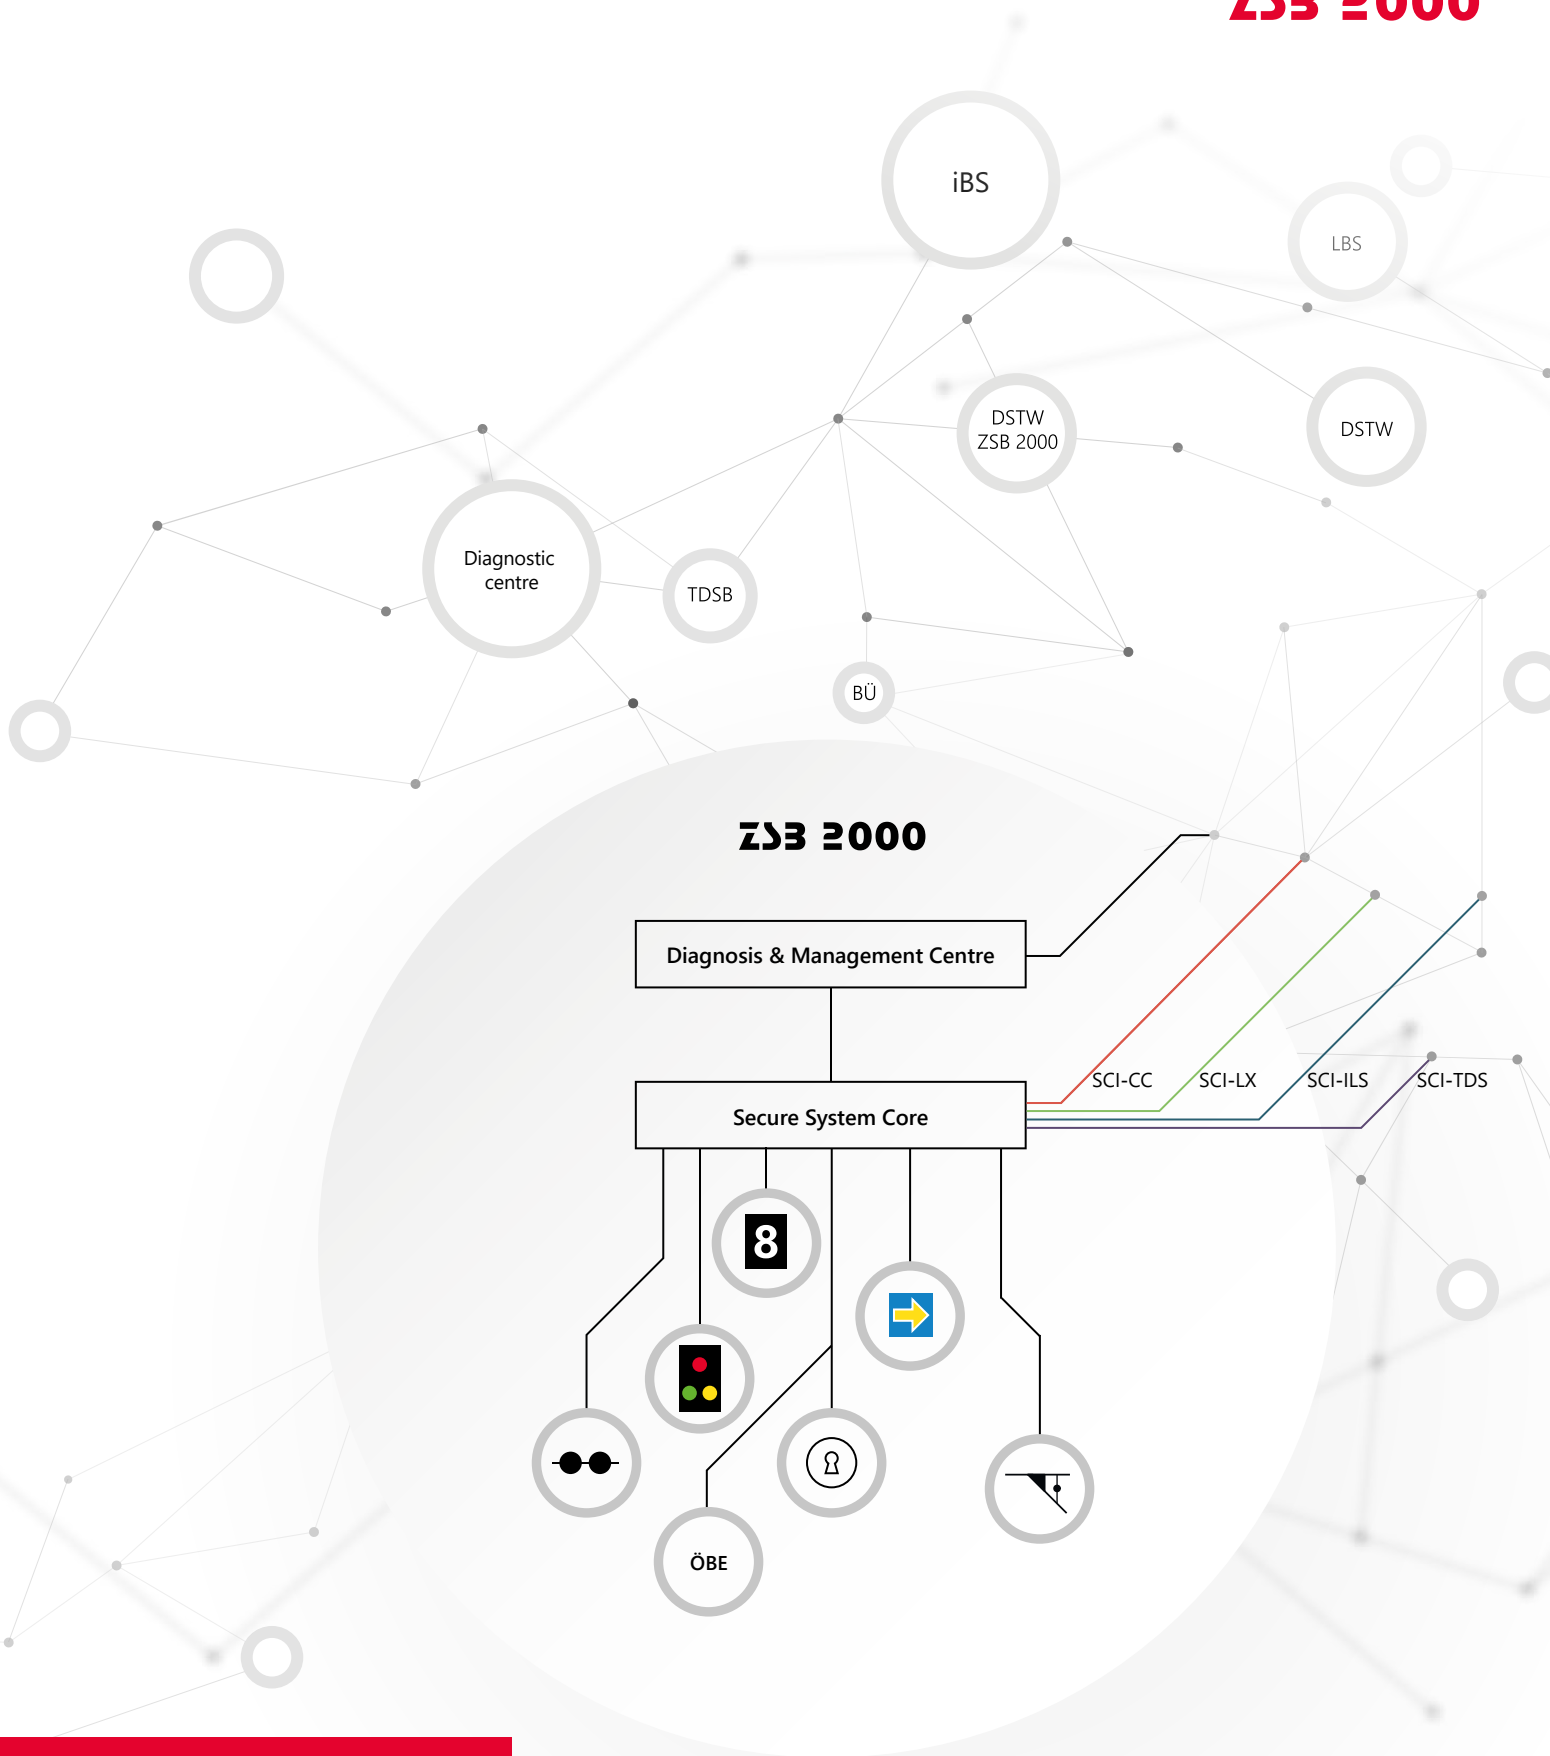 ZSB 2000
iBS
LBS
DSTW
ZSB 2000
DSTW
Diagnostic
centre
TDSB
BÜ
ZSB 2000
Diagnosis & Management Centre
SCI-CC
SCI-LX
SCI-ILS
SCI-TDS
Secure System Core
8
ÖBE